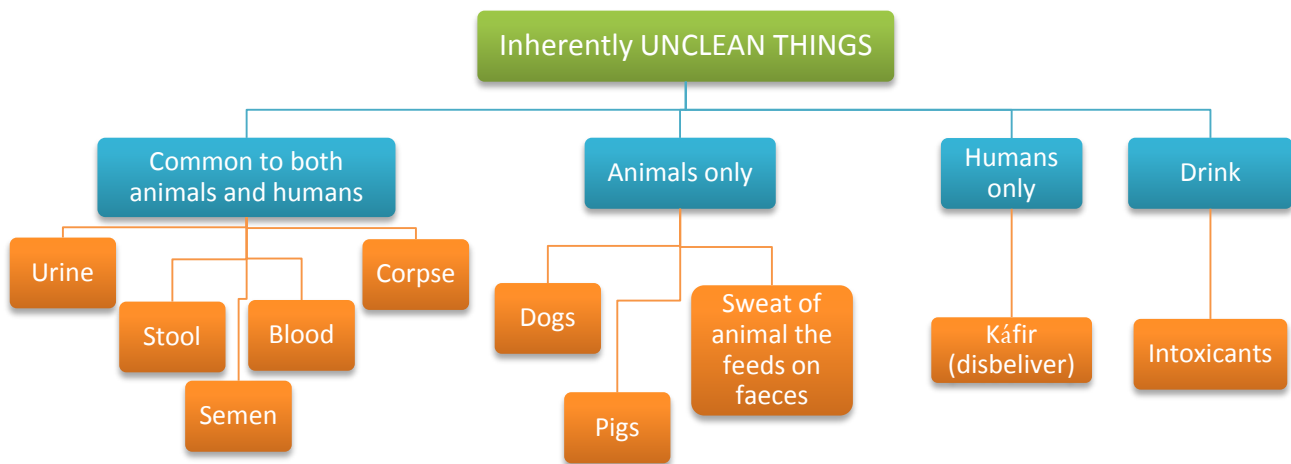 Inherently UNCLEAN THINGS
Common to both
animals and humans
Animals only
Humans
only
Drink
Urine
Stool
Semen
Blood
Corpse
Dogs
Pigs
Sweat of
animal the
feeds on
faeces
Káfir
(disbeliver)
Intoxicants